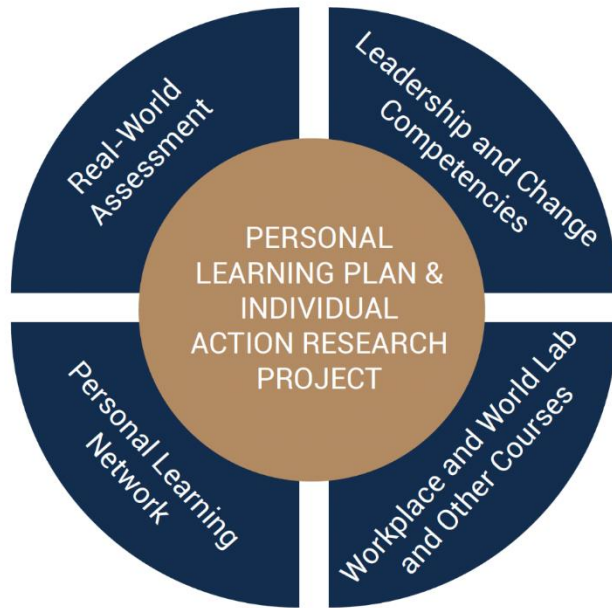 Real-World
Assessment
Leadership and Change
Competencies
PERSONAL
LEARNING PLAN &
INDIVIDUAL
ACTION RESEARCH
PROJECT
Personal Learning
Network
Workplace and World Lab
and Other Courses